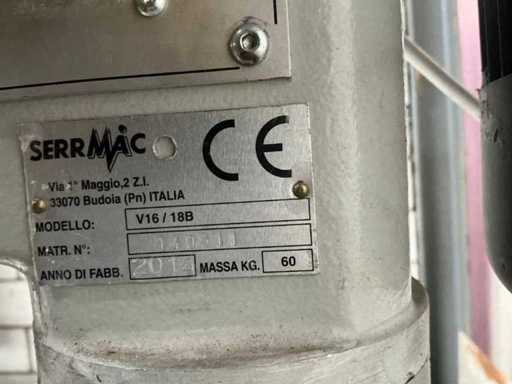 SERRMAC
CE
Via 1° Maggio,2 Z.I.
33070 Budoia (Pn) ITALIA
MODELLO: V16 / 18B
MATR. N°:
ANNO DI FABB. 2014 MASSA KG. 60